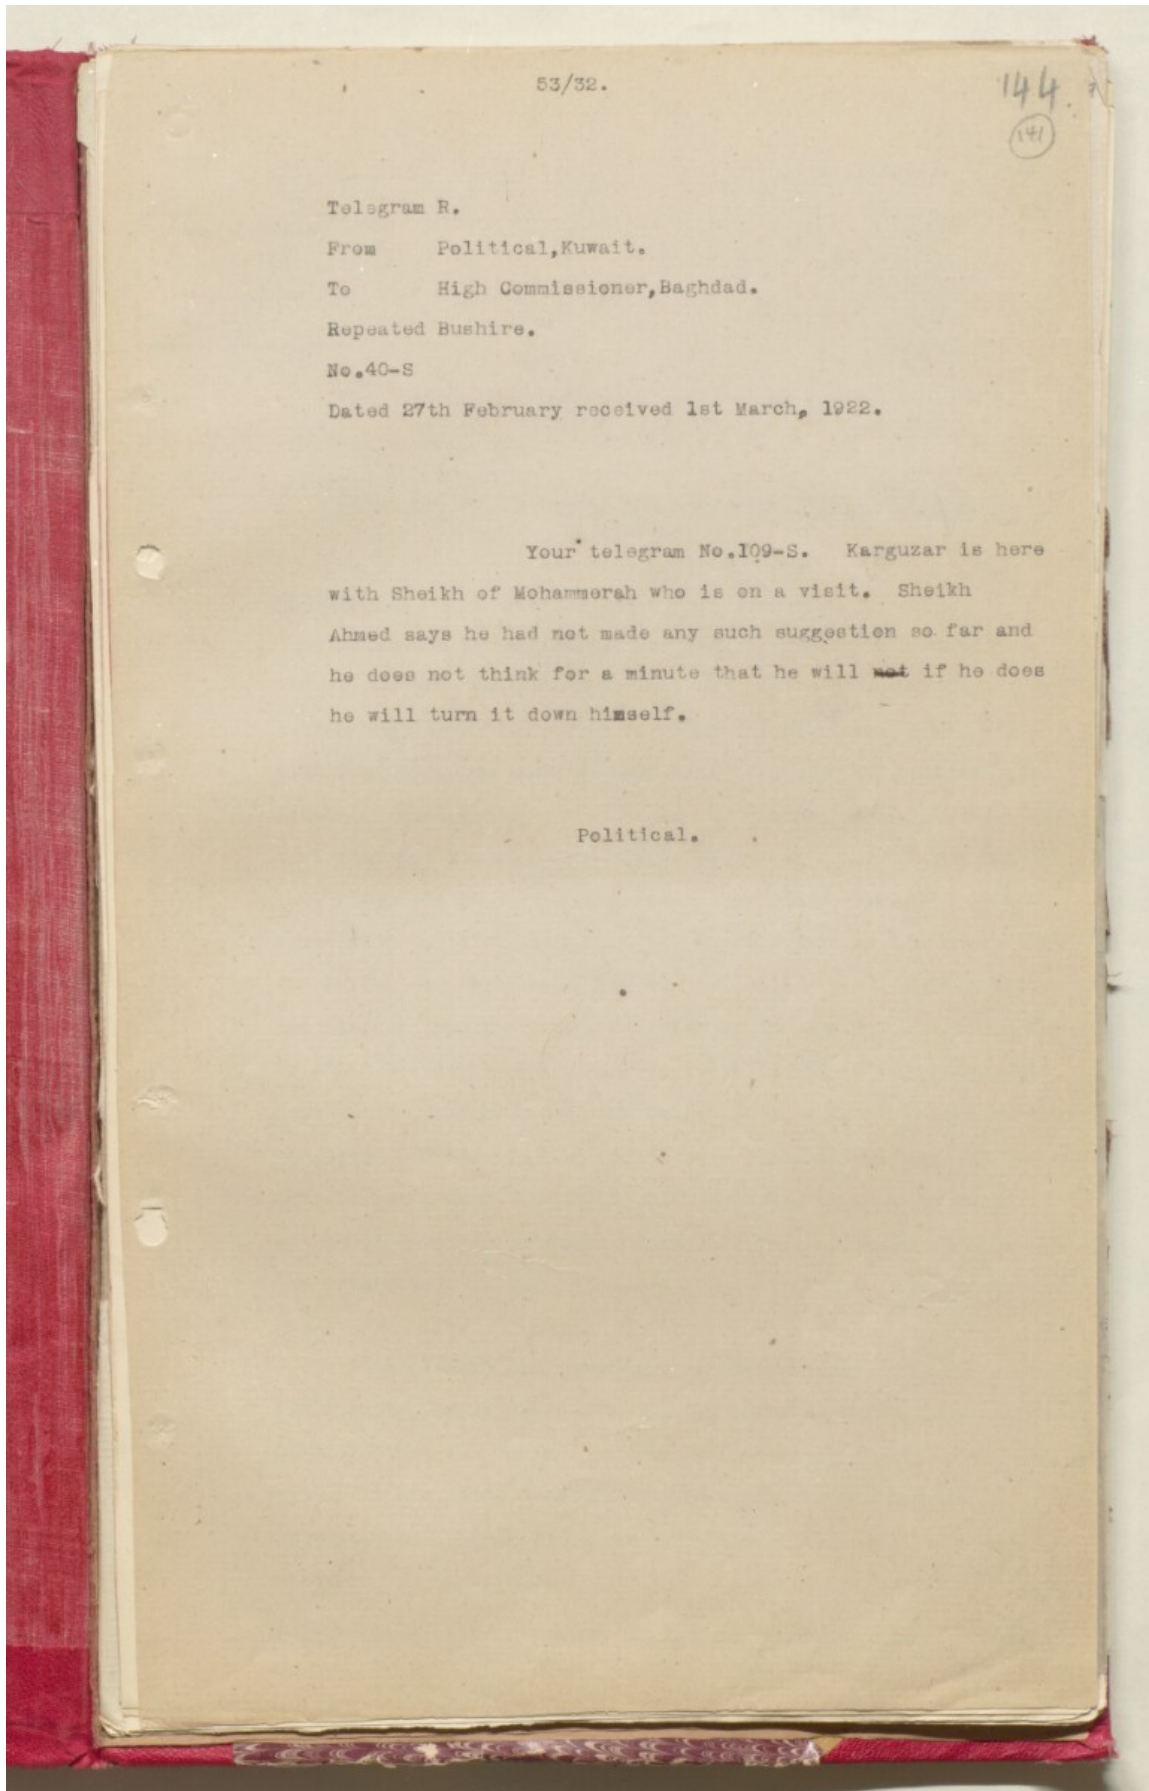 53/32.
144.
141
Telegram R.
From Political,Kuwait.
To High Commissioner,Baghdad.
Repeated Bushire.
No.40-S
Dated 27th February received 1st March, 1922.
Your telegram No.109-S. Karguzar is here
with Sheikh of Mohammerah who is on a visit. Sheikh
Ahmed says he had not made any such suggestion so far and
he does not think for a minute that he will not if he does
he will turn it down himself.
Political.